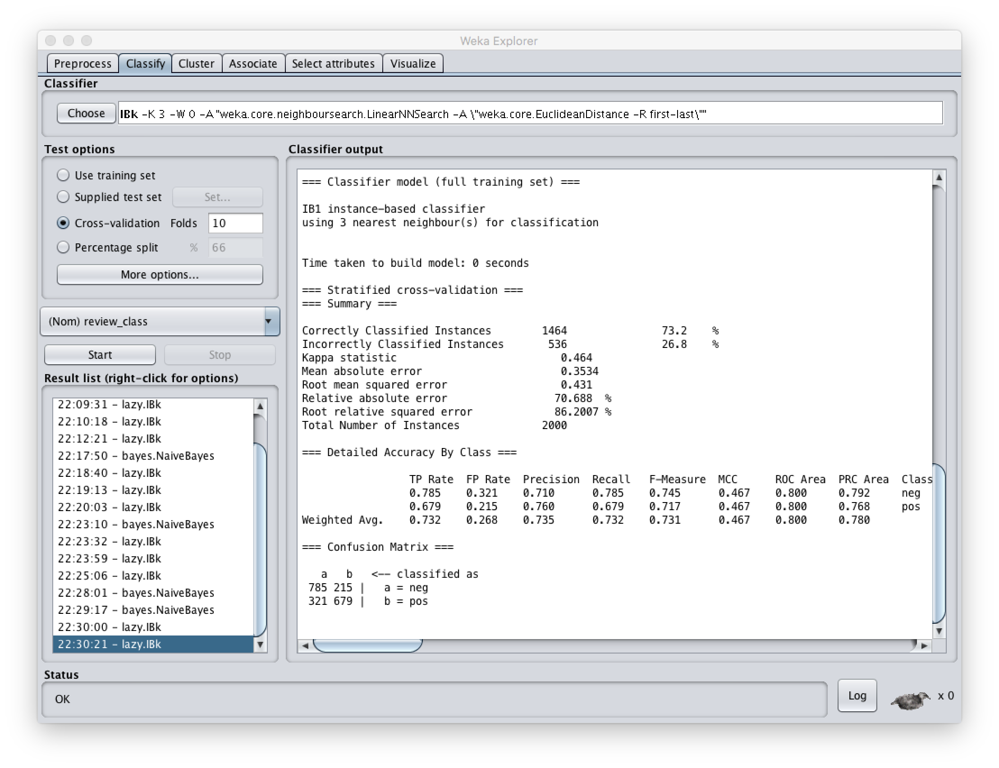 Weka Explorer
Preprocess Classify Cluster Associate Select attributes Visualize
Classifier
Choose IBk -K 3 -W 0 -A "weka.core.neighboursearch.LinearNNSearch -A \"weka.core.EuclideanDistance -R first-last\""
Test options
Use training set
Supplied test set Set...
Cross-validation Folds 10
Percentage split % 66
More options...
(Nom) review_class
Start Stop
Result list (right-click for options)
22:09:31 - lazy.IBk
22:10:18 - lazy.IBk
22:12:21 - lazy.IBk
22:17:50 - bayes.NaiveBayes
22:18:40 - lazy.IBk
22:19:13 - lazy.IBk
22:20:03 - lazy.IBk
22:23:10 - bayes.NaiveBayes
22:23:32 - lazy.IBk
22:23:59 - lazy.IBk
22:25:06 - lazy.IBk
22:28:01 - bayes.NaiveBayes
22:29:17 - bayes.NaiveBayes
22:30:00 - lazy.IBk
22:30:21 - lazy.IBk
Classifier output
=== Classifier model (full training set) ===
IB1 instance-based classifier
using 3 nearest neighbour(s) for classification
Time taken to build model: 0 seconds
=== Stratified cross-validation ===
=== Summary ===
Correctly Classified Instances 1464 73.2 %
Incorrectly Classified Instances 536 26.8 %
Kappa statistic 0.464
Mean absolute error 0.3534
Root mean squared error 0.431
Relative absolute error 70.688 %
Root relative squared error 86.2007 %
Total Number of Instances 2000
=== Detailed Accuracy By Class ===
TP Rate FP Rate Precision Recall F-Measure MCC ROC Area PRC Area Class
0.785 0.321 0.710 0.785 0.745 0.467 0.800 0.792 neg
0.679 0.215 0.760 0.679 0.717 0.467 0.800 0.768 pos
Weighted Avg. 0.732 0.268 0.735 0.732 0.731 0.467 0.800 0.780
=== Confusion Matrix ===
a b <-- classified as
785 215 | a = neg
321 679 | b = pos
Status
OK
Log
x 0